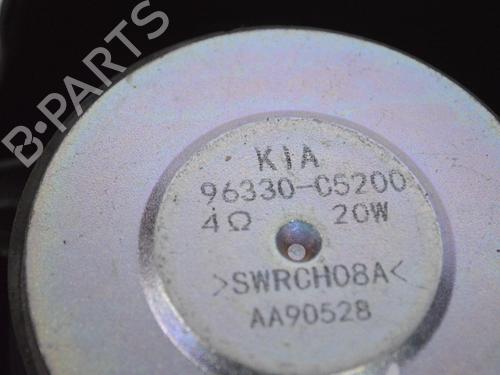 B-PARTS
KIA
96330-C5200
4Ω 20W
>SWRCH08A<
AA90528